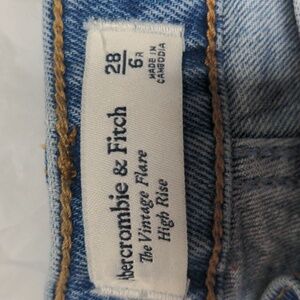 Abercrombie & Fitch
The Vintage Flare
High Rise
28
6R
MADE IN
CAMBODIA